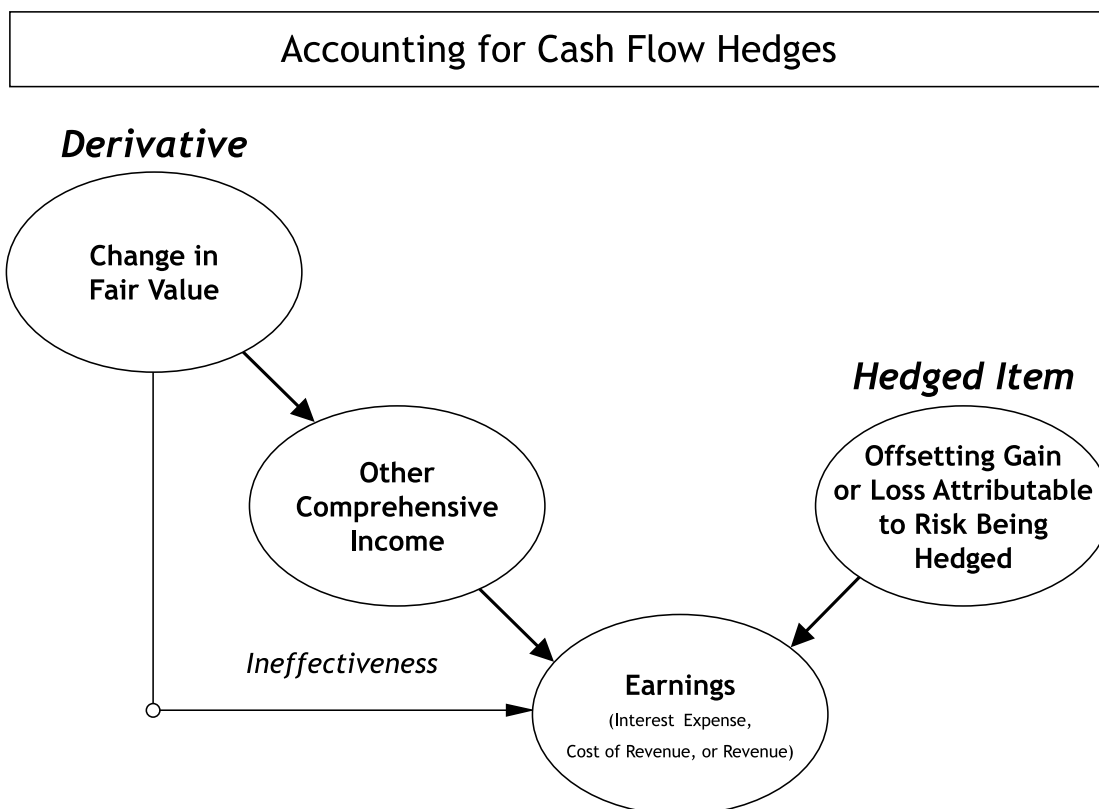 Accounting for Cash Flow Hedges
Derivative
Change in
Fair Value
Hedged Item
Other
Comprehensive
Income
Offsetting Gain
or Loss Attributable
to Risk Being
Hedged
Ineffectiveness
Earnings
(Interest Expense,
Cost of Revenue, or Revenue)